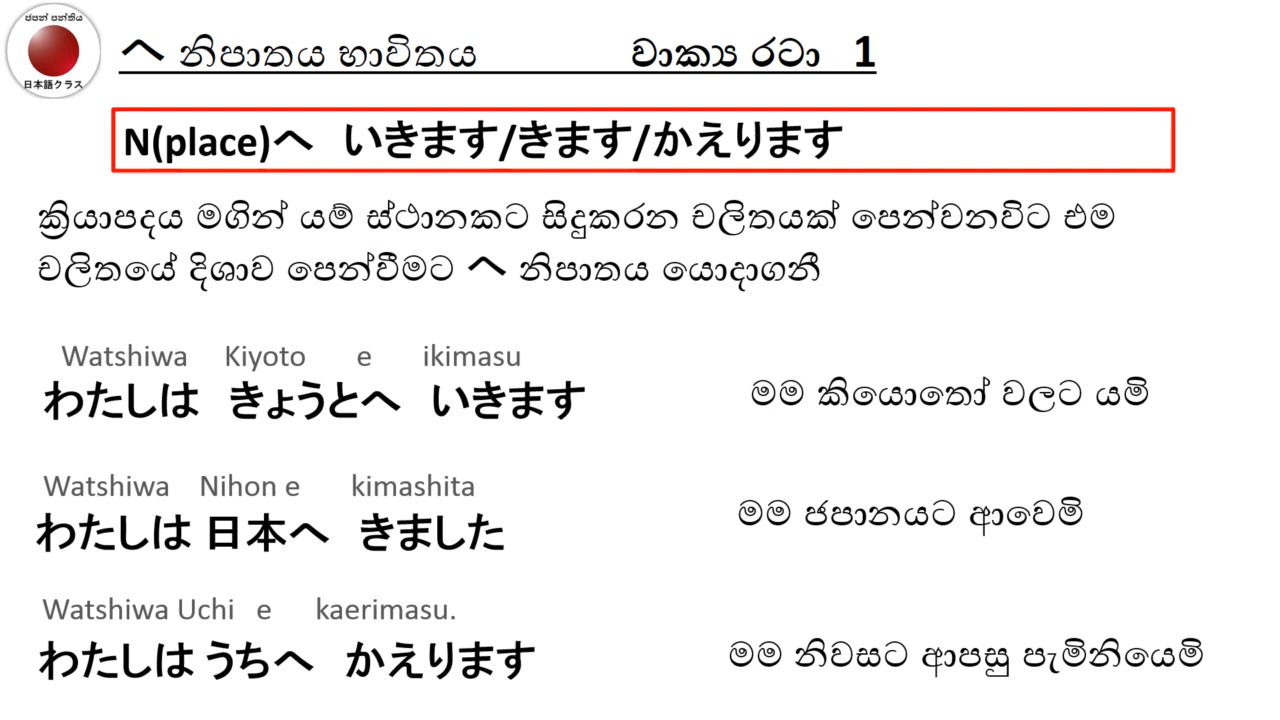 ජපන් පන්තිය
日本語クラス
へ නිපාතය භාවිතය වාක්‍ය රටා 1
N(place)へ いきます/きます/かえります
ක්‍රියාපදය මගින් යම් ස්ථානකට සිදුකරන චලිතයක් පෙන්වනවිට එම
චලිතයේ දිශාව පෙන්වීමට へ නිපාතය යොදාගනී
Watshiwa Kiyoto e ikimasu
わたしは きょうとへ いきます මම කියොතෝ වලට යමි
Watshiwa Nihon e kimashita
わたしは 日本へ きました මම ජපානයට ආවෙමි
Watshiwa Uchi e kaerimasu.
わたしは うちへ かえります මම නිවසට ආපසු පැමිනියෙමි